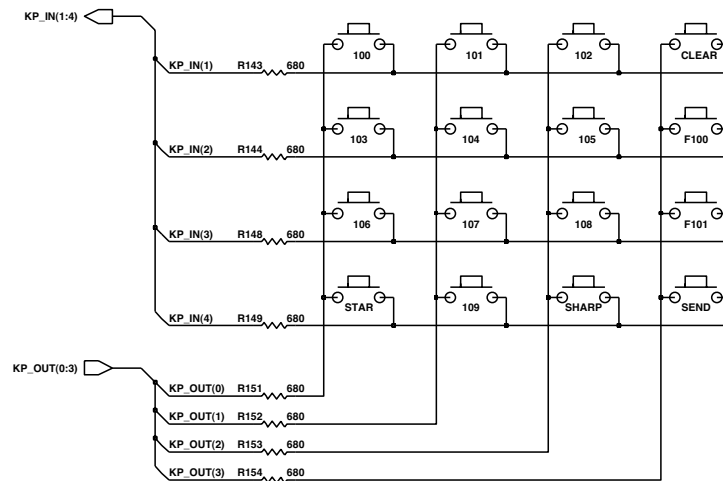 KP_IN(1:4)
100 101 102 CLEAR
KP_IN(1) R143 680
103 104 105 F100
KP_IN(2) R144 680
106 107 108 F101
KP_IN(3) R148 680
STAR 109 SHARP SEND
KP_IN(4) R149 680
KP_OUT(0:3)
KP_OUT(0) R151 680
KP_OUT(1) R152 680
KP_OUT(2) R153 680
KP_OUT(3) R154 680